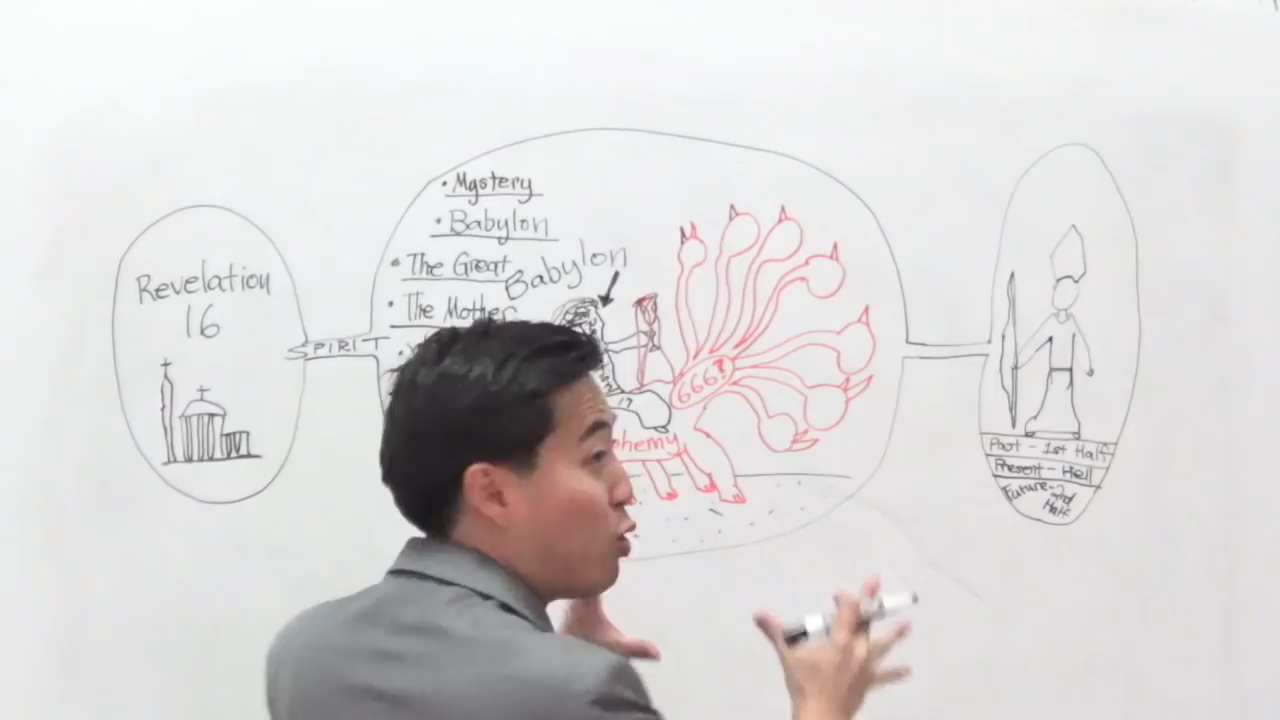 Revelation
16
SPIRIT
• Mystery
• Babylon
• The Great
• The Mother
Babylon
666?
hemy
Past - 1st Half
Present - Hell
Future - 2nd
Half